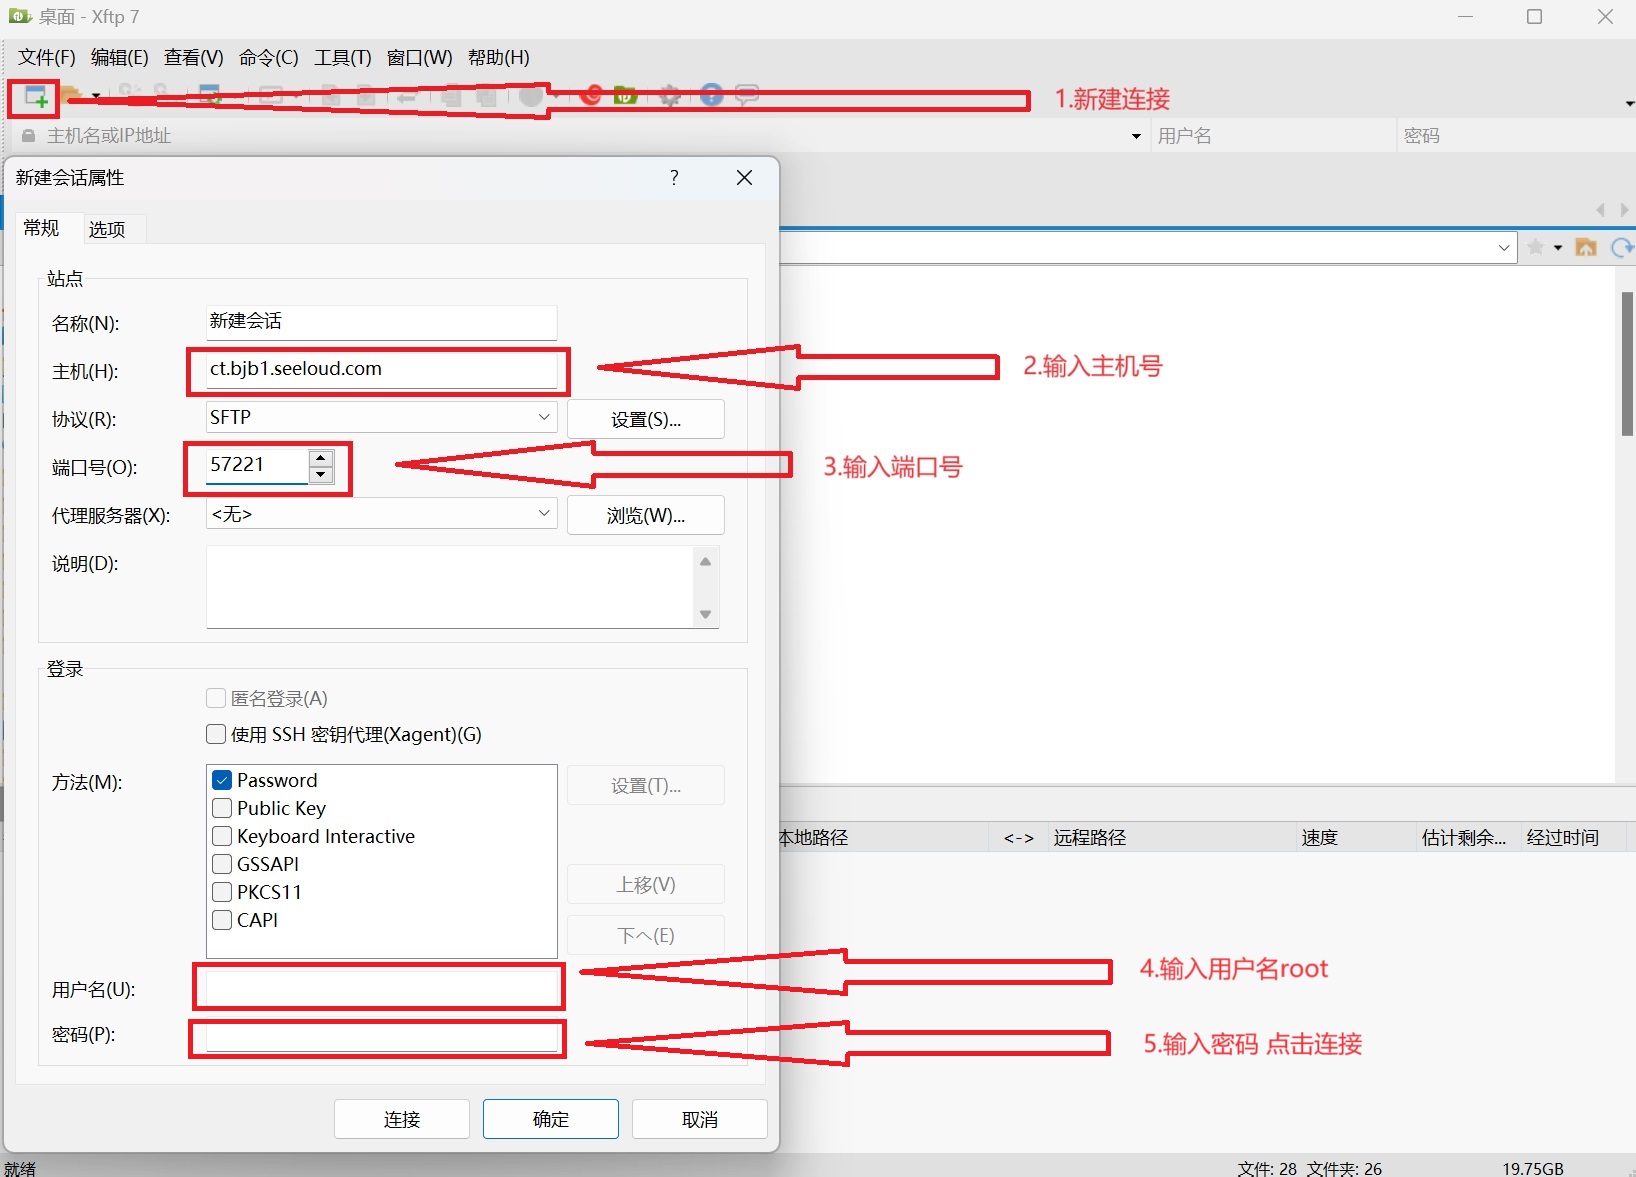 桌面 - Xftp 7
文件(F) 编辑(E) 查看(V) 命令(C) 工具(T) 窗口(W) 帮助(H)
1.新建连接
主机名或IP地址 用户名 密码
新建会话属性 ?
常规 选项
站点
名称(N): 新建会话
主机(H): ct.bjb1.seeloud.com
2.输入主机号
协议(R): SFTP 设置(S)...
端口号(O): 57221
3.输入端口号
代理服务器(X): <无> 浏览(W)...
说明(D):
登录
匿名登录(A)
使用 SSH 密钥代理(Xagent)(G)
方法(M): Password 设置(T)...
Public Key
Keyboard Interactive
GSSAPI
PKCS11
CAPI
上移(V)
下へ(E)
本地路径 <-> 远程路径 速度 估计剩余... 经过时间
用户名(U):
4.输入用户名root
密码(P):
5.输入密码 点击连接
连接 确定 取消
就绪 文件: 28 文件夹: 26 19.75GB